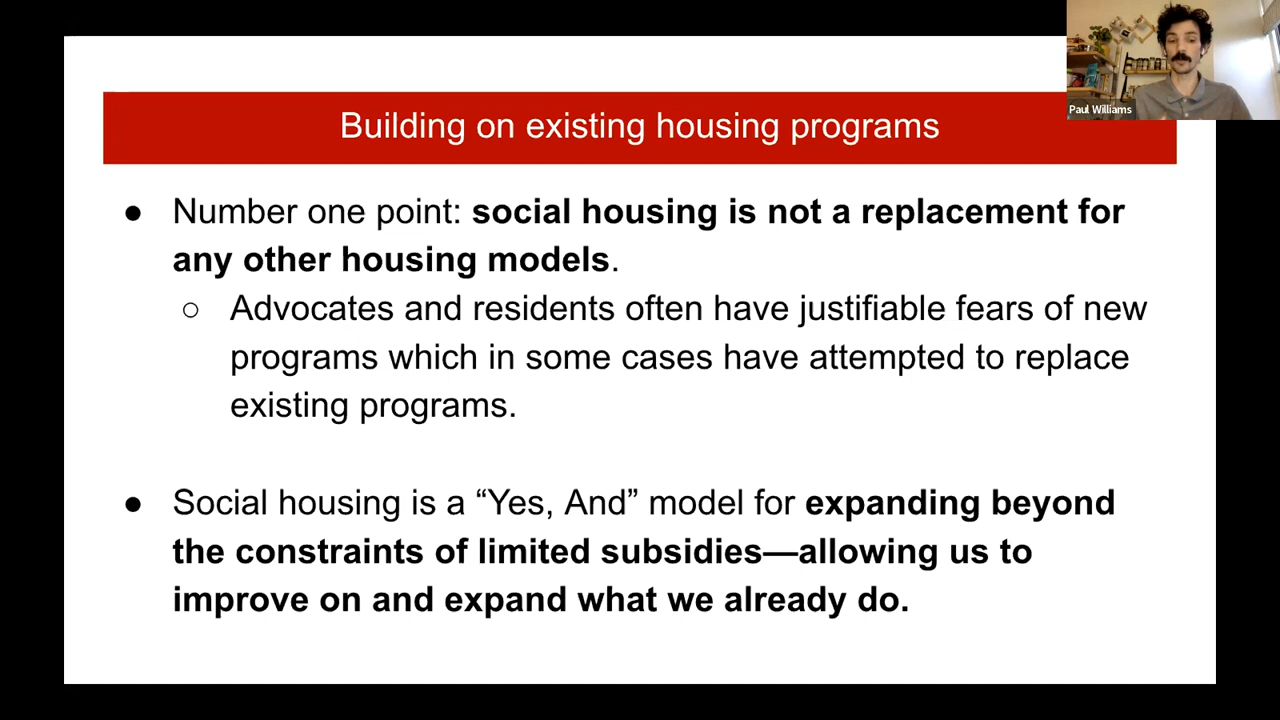 Paul Williams
Building on existing housing programs
● Number one point: social housing is not a replacement for
any other housing models.
○ Advocates and residents often have justifiable fears of new
programs which in some cases have attempted to replace
existing programs.
● Social housing is a “Yes, And” model for expanding beyond
the constraints of limited subsidies—allowing us to
improve on and expand what we already do.